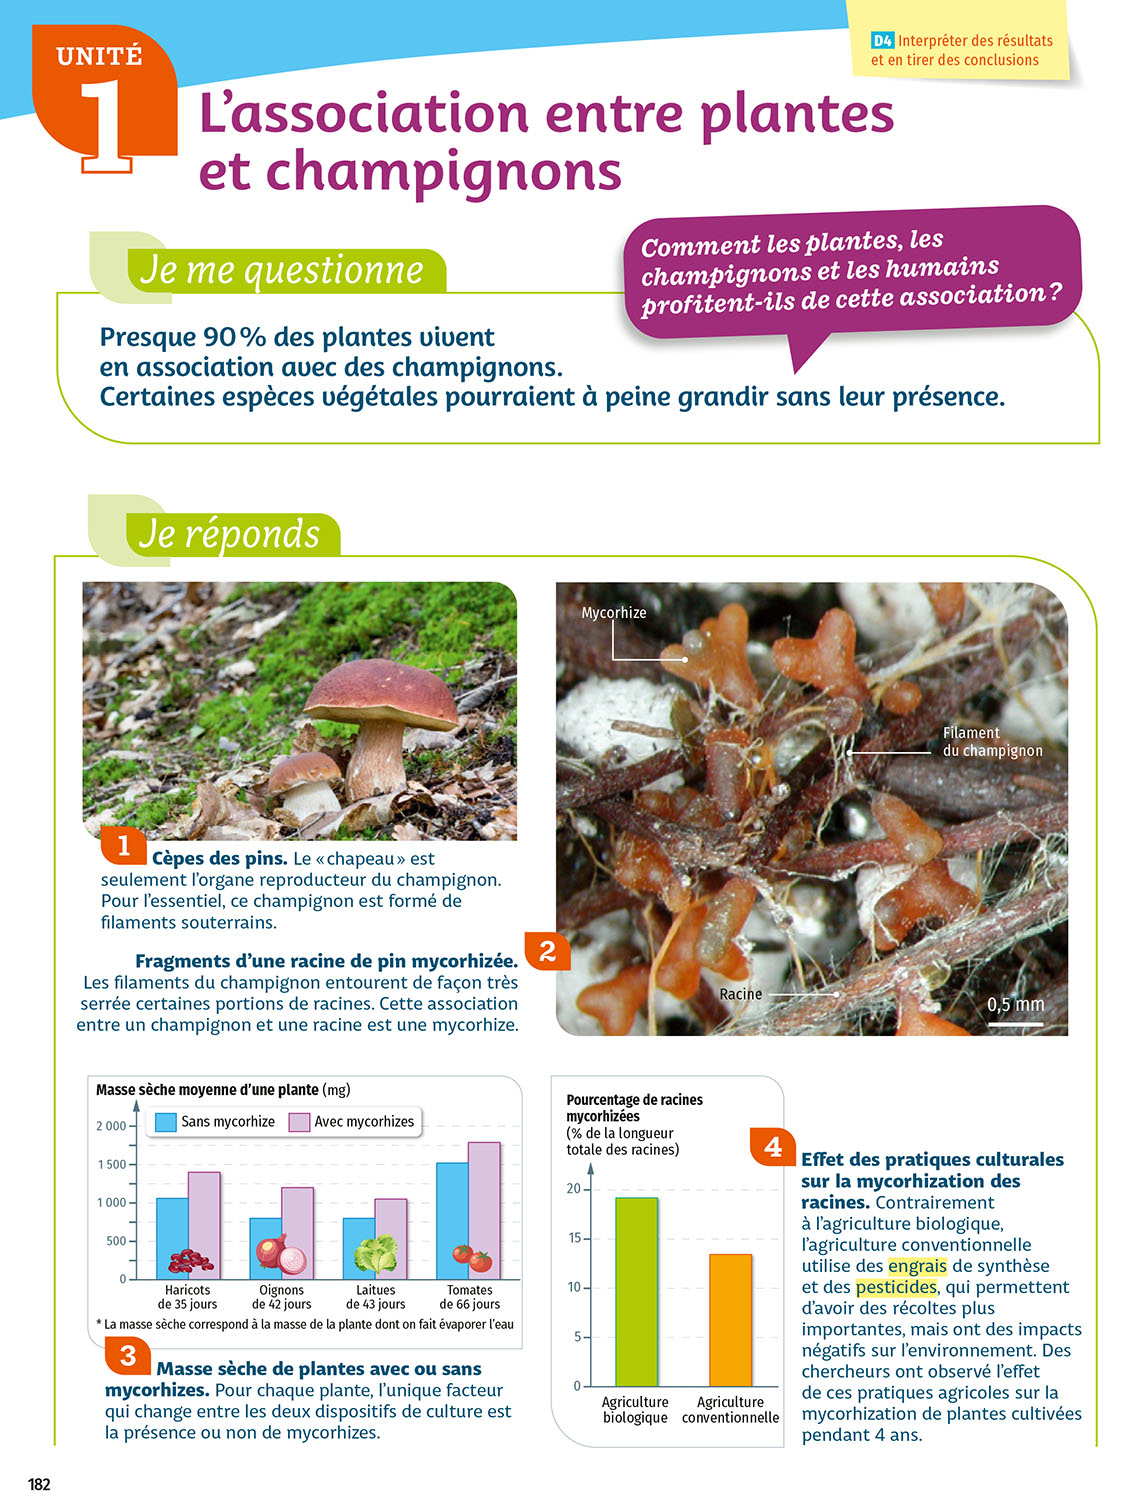 UNITÉ
1
D4 Interpréter des résultats
et en tirer des conclusions
L’association entre plantes
et champignons
Je me questionne
Comment les plantes, les
champignons et les humains
profitent-ils de cette association ?
Presque 90 % des plantes vivent
en association avec des champignons.
Certaines espèces végétales pourraient à peine grandir sans leur présence.
Je réponds
1 Cèpes des pins. Le « chapeau » est
seulement l’organe reproducteur du champignon.
Pour l’essentiel, ce champignon est formé de
filaments souterrains.
Mycorhize
Filament
du champignon
Racine
0,5 mm
2
Fragments d’une racine de pin mycorhizée.
Les filaments du champignon entourent de façon très
serrée certaines portions de racines. Cette association
entre un champignon et une racine est une mycorhize.
Masse sèche moyenne d’une plante (mg)
Sans mycorhize Avec mycorhizes
2 000
1 500
1 000
500
0
Haricots
de 35 jours
Oignons
de 42 jours
Laitues
de 43 jours
Tomates
de 66 jours
* La masse sèche correspond à la masse de la plante dont on fait évaporer l’eau
3 Masse sèche de plantes avec ou sans
mycorhizes. Pour chaque plante, l’unique facteur
qui change entre les deux dispositifs de culture est
la présence ou non de mycorhizes.
Pourcentage de racines
mycorhizées
(% de la longueur
totale des racines)
20
15
10
5
0
Agriculture
biologique
Agriculture
conventionnelle
4
Effet des pratiques culturales
sur la mycorhization des
racines. Contrairement
à l’agriculture biologique,
l’agriculture conventionnelle
utilise des engrais de synthèse
et des pesticides, qui permettent
d’avoir des récoltes plus
importantes, mais ont des impacts
négatifs sur l’environnement. Des
chercheurs ont observé l’effet
de ces pratiques agricoles sur la
mycorhization de plantes cultivées
pendant 4 ans.
182